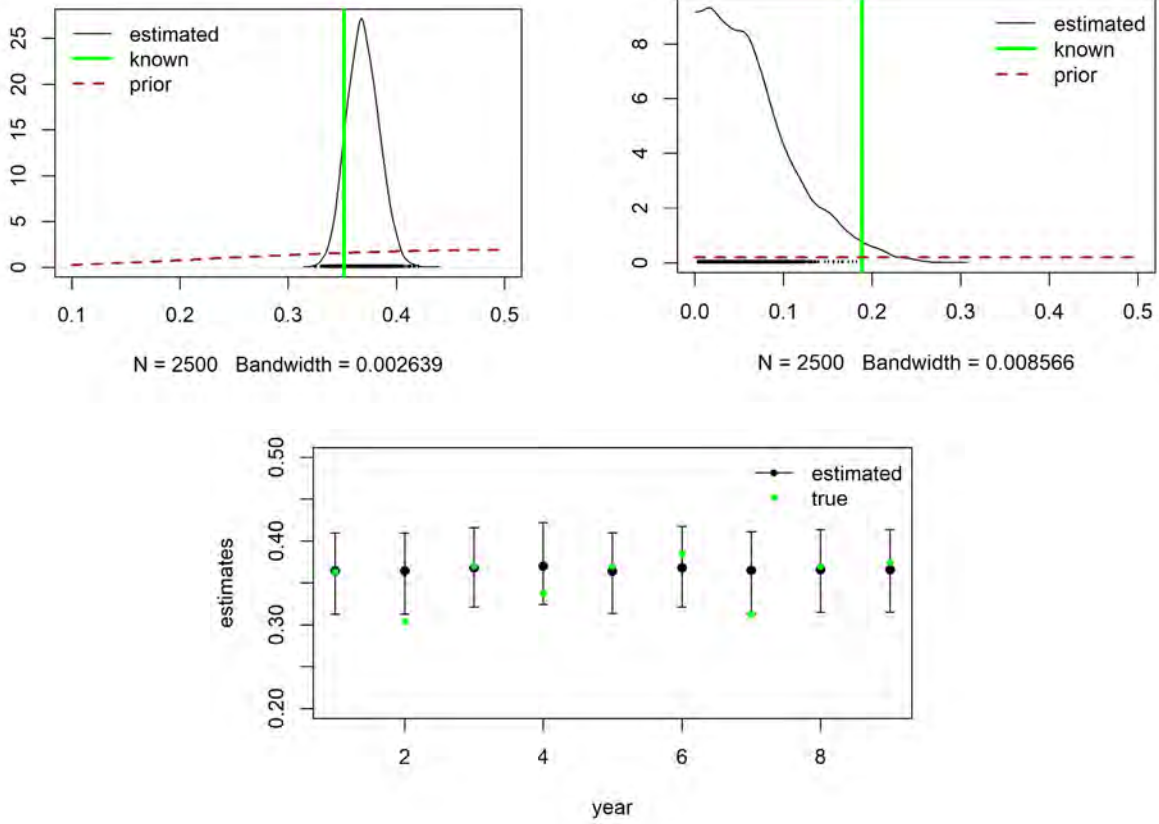 estimated
known
prior
25
20
15
10
5
0
0.1 0.2 0.3 0.4 0.5
N = 2500 Bandwidth = 0.002639
estimated
known
prior
8
6
4
2
0
0.0 0.1 0.2 0.3 0.4 0.5
N = 2500 Bandwidth = 0.008566
estimated
true
0.50
0.40
0.30
0.20
estimates
2 4 6 8
year